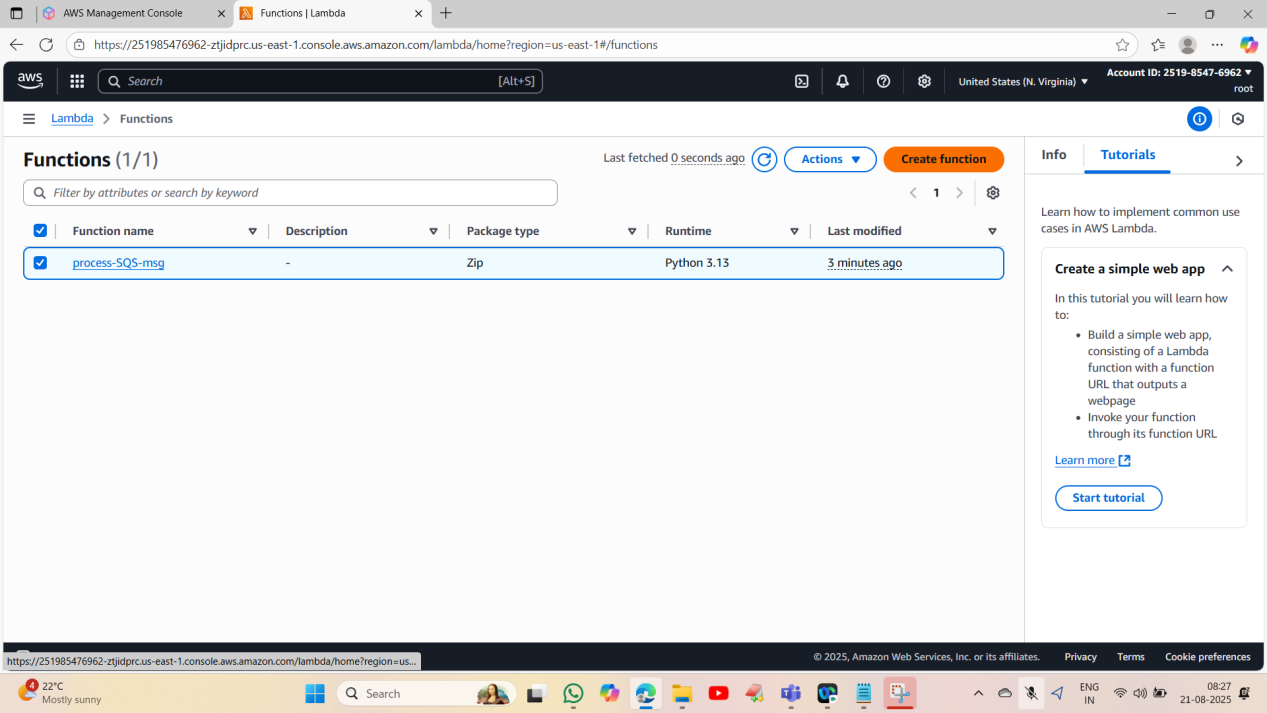 AWS Management Console
Functions | Lambda
https://251985476962-ztjidprc.us-east-1.console.aws.amazon.com/lambda/home?region=us-east-1#/functions
aws
Search
[Alt+S]
United States (N. Virginia)
Account ID: 2519-8547-6962
root
Lambda
Functions
Functions (1/1)
Last fetched 0 seconds ago
Actions
Create function
Filter by attributes or search by keyword
1
Function name
Description
Package type
Runtime
Last modified
process-SQS-msg
-
Zip
Python 3.13
3 minutes ago
Info
Tutorials
Learn how to implement common use
cases in AWS Lambda.
Create a simple web app
In this tutorial you will learn how
to:
• Build a simple web app,
consisting of a Lambda
function with a function
URL that outputs a
webpage
• Invoke your function
through its function URL
Learn more
Start tutorial
https://251985476962-ztjidprc.us-east-1.console.aws.amazon.com/lambda/home?region=us...
© 2025, Amazon Web Services, Inc. or its affiliates.
Privacy
Terms
Cookie preferences
4
22°C
Mostly sunny
Search
ENG
IN
08:27
21-08-2025